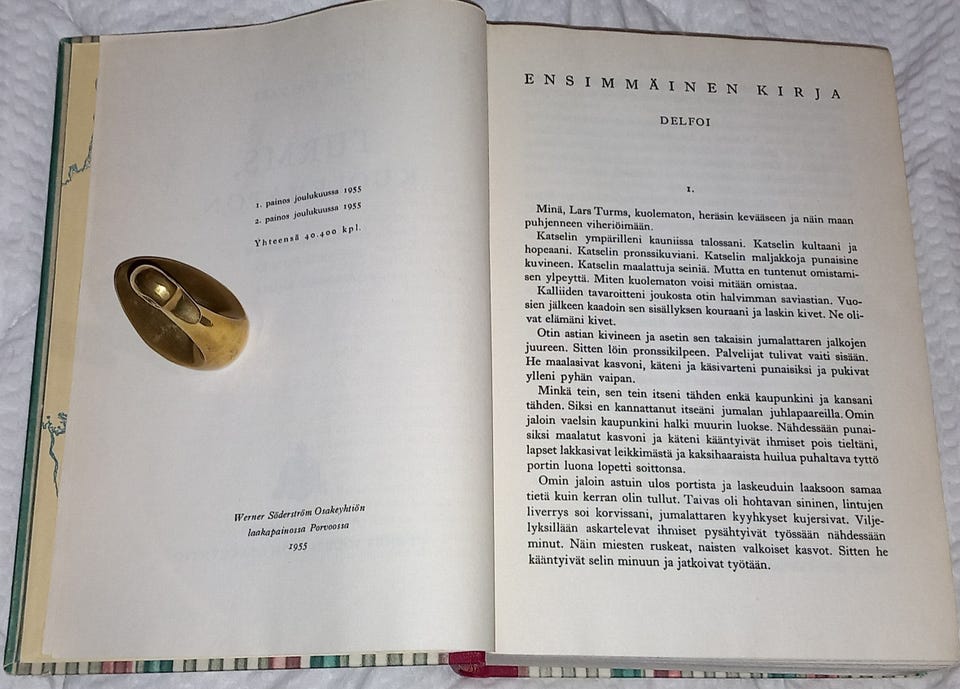 1. painos joulukuussa 1955
2. painos joulukuussa 1955
Yhteensä 40.400 kpl.
Werner Söderström Osakeyhtiön
laakapainossa Porvoossa
1955
ENSIMMÄINEN KIRJA
DELFOI
1.
Minä, Lars Turms, kuolematon, heräsin kevääseen ja näin maan
puhjenneen viheriöimään.
Katselin ympärilleni kauniissa talossani. Katselin kultaani ja
hopeani. Katselin pronssikuviani. Katselin maljakkoja punaisine
kuvineen. Katselin maalattuja seiniä. Mutta en tuntenut omistami-
sen ylpeyttä. Miten kuolematon voisi mitään omistaa.
Kalliiden tavaroitteni joukosta otin halvimman saviastian. Vuo-
sien jälkeen kaadoin sen sisällyksen kouraani ja laskin kivet. Ne oli-
vat elämäni kivet.
Otin astian kivineen ja asetin sen takaisin jumalattaren jalkojen
juureen. Sitten löin pronssikilpeen. Palvelijat tulivat vaiti sisään.
He maalasivat kasvoni, käteni ja käsivarteni punaisiksi ja pukivat
ylleni pyhän vaipan.
Minkä tein, sen tein itseni tähden enkä kaupunkini ja kansani
tähden. Siksi en kannattanut itseäni jumalan juhlapaareilla. Omin
jaloin vaelsin kaupunkini halki muurin luokse. Nähdessään punai-
siksi maalatut kasvoni ja käteni kääntyivät ihmiset pois tieltäni,
lapset lakkasivat leikkimästä ja kaksihaaraista huilua puhaltava tyttö
portin luona lopetti soittonsa.
Omin jaloin astuin ulos portista ja laskeuduin laaksoon samaa
tietä kuin kerran olin tullut. Taivas oli hohtavan sininen, lintujen
liverrys soi korvissani, jumalattaren kyyhkyset kujersivat. Vilje-
lyksillään askartelevat ihmiset pysähtyivät työssään nähdessään
minut. Näin miesten ruskeat, naisten valkoiset kasvot. Sitten he
kääntyivät selin minuun ja jatkoivat työtään.